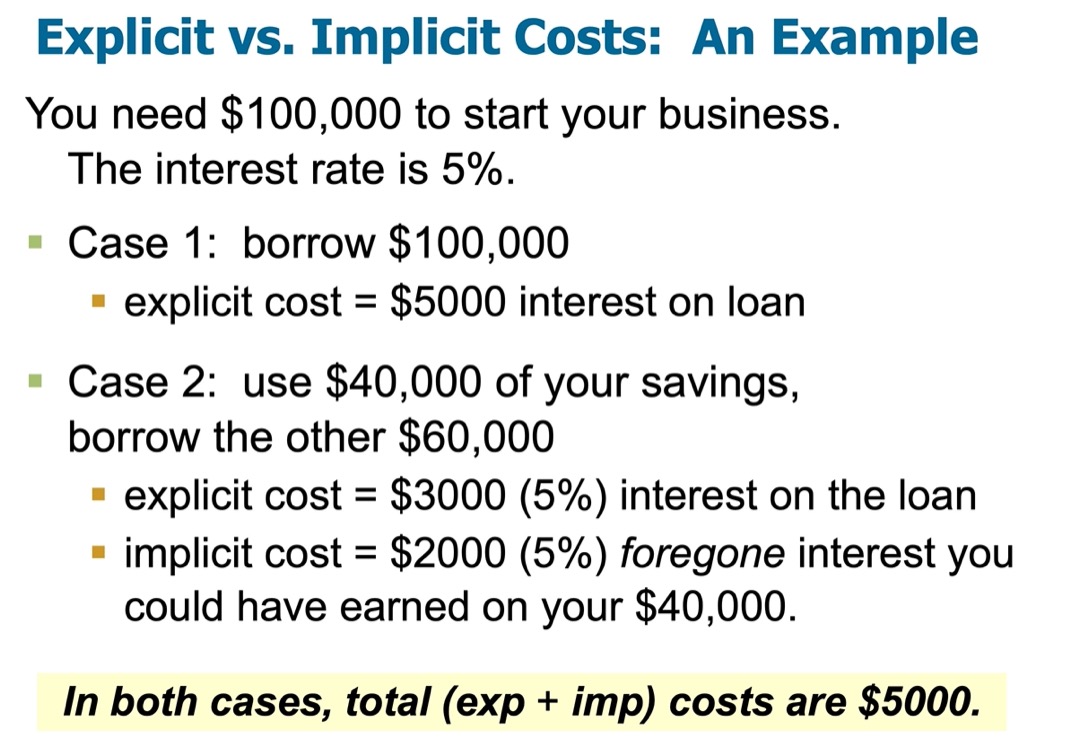 Explicit vs. Implicit Costs: An Example
You need $100,000 to start your business.
The interest rate is 5%.
Case 1: borrow $100,000
explicit cost = $5000 interest on loan
Case 2: use $40,000 of your savings,
borrow the other $60,000
explicit cost = $3000 (5%) interest on the loan
implicit cost = $2000 (5%) foregone interest you
could have earned on your $40,000.
In both cases, total (exp + imp) costs are $5000.